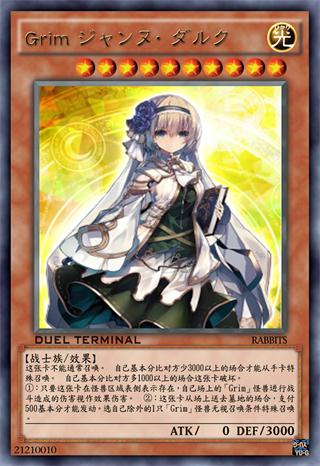 Grim ジャンヌ・ダルク
光
DUEL TERMINAL
RABBITS
【战士族/效果】
这张卡不能通常召唤。 自己基本分比对方少3000以上的场合才能从手卡特
殊召唤。 自己基本分比对方多1000以上的场合这张卡破坏。
①：只要这张卡在怪兽区域表侧表示存在，自己场上的「Grim」怪兽进行战
斗造成的伤害视作效果伤害。 ②：这张卡从场上送去墓地的场合，支付
500基本分才能发动。选自己除外的1只「Grim」怪兽无视召唤条件特殊召
唤。
ATK/ 0 DEF/3000
21210010